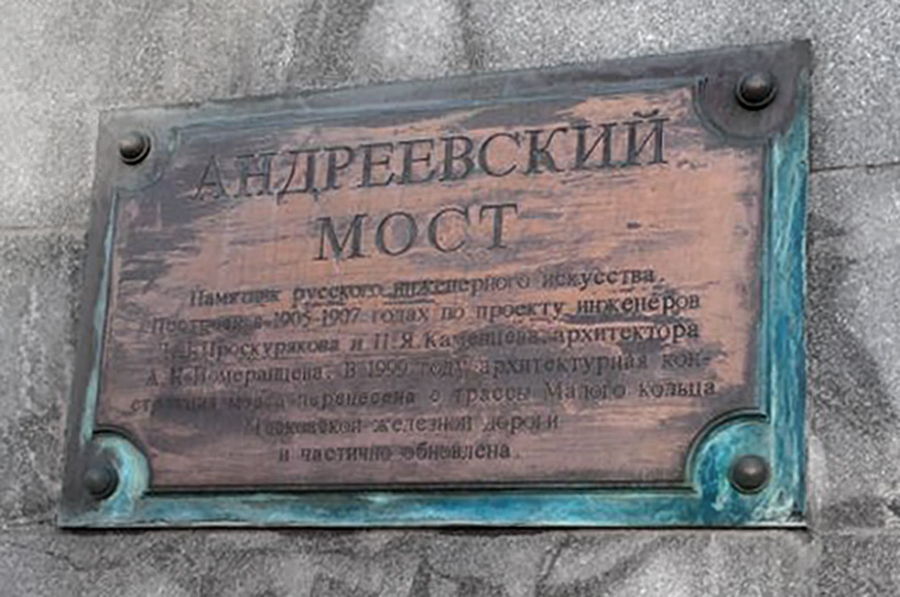 АНДРЕЕВСКИЙ
МОСТ
Памятник русского инженерного искусства.
Построен в 1905-1907 годах по проекту инженеров
Проскурякова и П.Я.Каменцева, архитектора
А.Н.Померанцева. В 1999 году архитектурная кон-
струкция моста перенесена с трассы Малого кольца
Московской железной дороги
и частично обновлена.